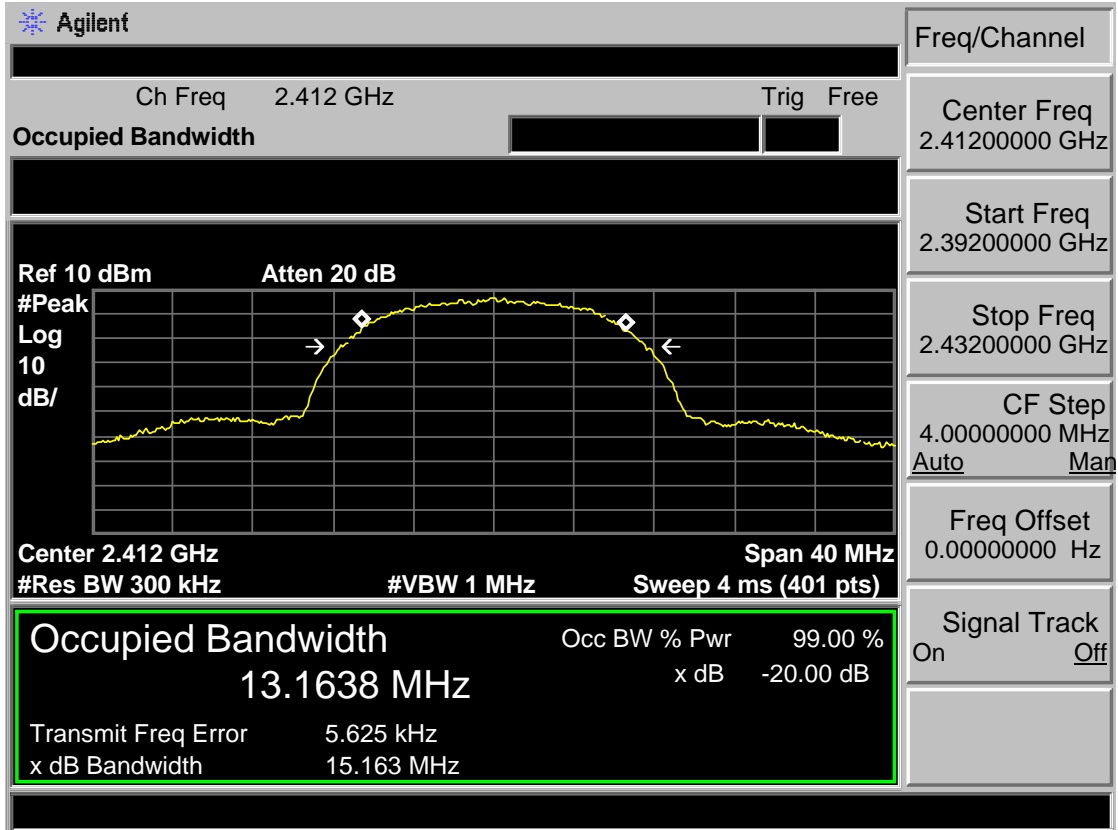 Agilent
Freq/Channel
Ch Freq 2.412 GHz Trig Free
Occupied Bandwidth
Center Freq
2.41200000 GHz
Start Freq
2.39200000 GHz
Ref 10 dBm Atten 20 dB
#Peak
Log
10
dB/
Stop Freq
2.43200000 GHz
CF Step
4.00000000 MHz
Auto Man
Freq Offset
0.00000000 Hz
Center 2.412 GHz Span 40 MHz
#Res BW 300 kHz #VBW 1 MHz Sweep 4 ms (401 pts)
Signal Track
On Off
Occupied Bandwidth Occ BW % Pwr 99.00 %
13.1638 MHz x dB -20.00 dB
Transmit Freq Error 5.625 kHz
x dB Bandwidth 15.163 MHz